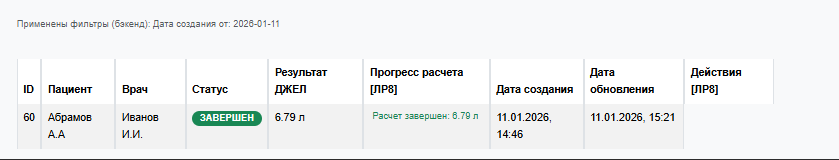 Применены фильтры (бэкенд): Дата создания от: 2026-01-11
ID Пациент Врач Статус Результат ДЖЕЛ Прогресс расчета [ЛР8] Дата создания Дата обновления Действия [ЛР8]
60 Абрамов А.А Иванов И.И. ЗАВЕРШЕН 6.79 л Расчет завершен: 6.79 л 11.01.2026, 14:46 11.01.2026, 15:21